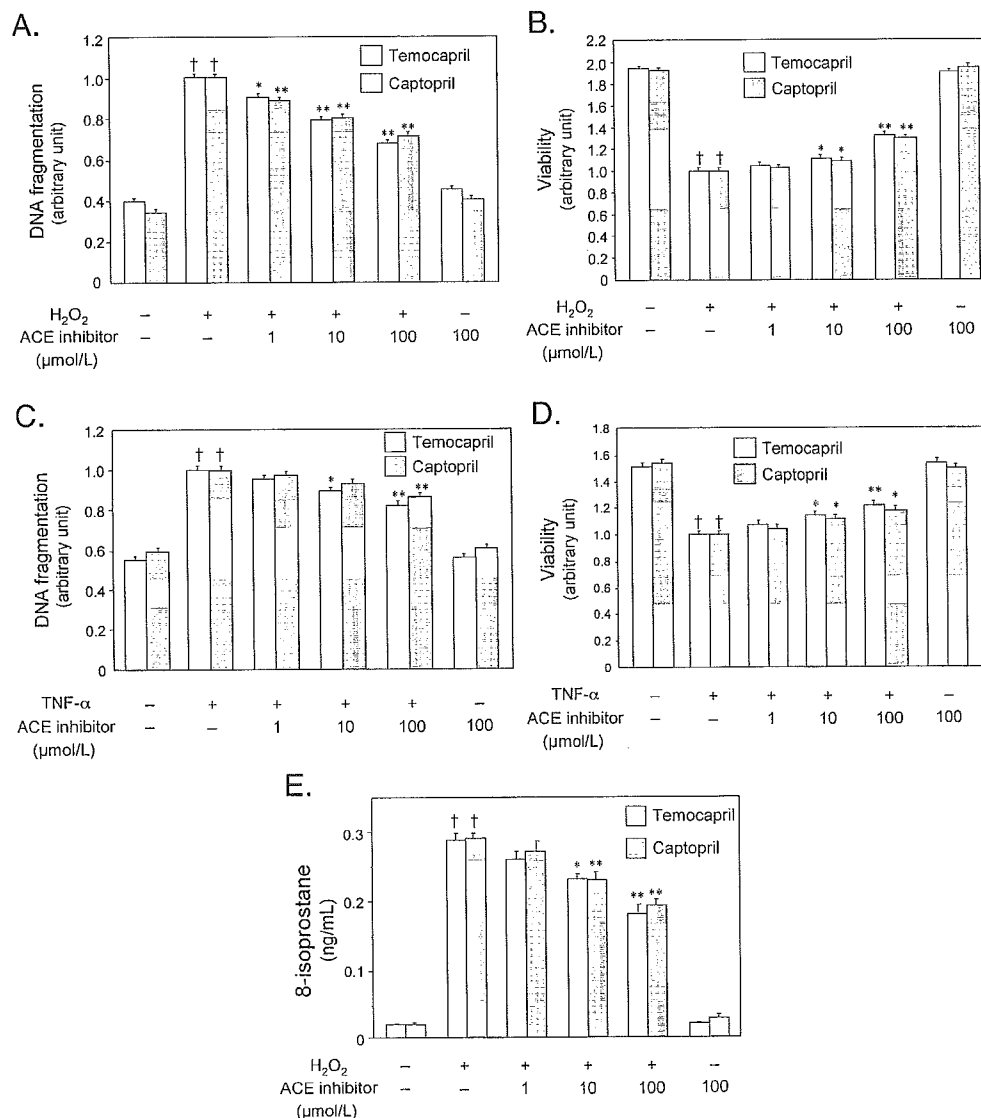 A.
DNA fragmentation
(arbitrary unit)
1.2
1.0
0.8
0.6
0.4
0.2
0
Temocapril
Captopril
† † * ** ** ** ** **
H₂O₂ – + + + + –
ACE inhibitor – – 1 10 100 100
(μmol/L)
B.
Viability
(arbitrary unit)
2.2
2.0
1.8
1.6
1.4
1.2
1.0
0.8
0.6
0.4
0.2
0
Temocapril
Captopril
† † * * ** **
H₂O₂ – + + + + –
ACE inhibitor – – 1 10 100 100
(μmol/L)
C.
DNA fragmentation
(arbitrary unit)
1.2
1.0
0.8
0.6
0.4
0.2
0
Temocapril
Captopril
† † * ** **
TNF-α – + + + + –
ACE inhibitor – – 1 10 100 100
(μmol/L)
D.
Viability
(arbitrary unit)
1.8
1.6
1.4
1.2
1.0
0.8
0.6
0.4
0.2
0
Temocapril
Captopril
† † * * ** *
TNF-α – + + + + –
ACE inhibitor – – 1 10 100 100
(μmol/L)
E.
8-isoprostane
(ng/mL)
0.3
0.2
0.1
0
Temocapril
Captopril
† † * ** ** **
H₂O₂ – + + + + –
ACE inhibitor – – 1 10 100 100
(μmol/L)